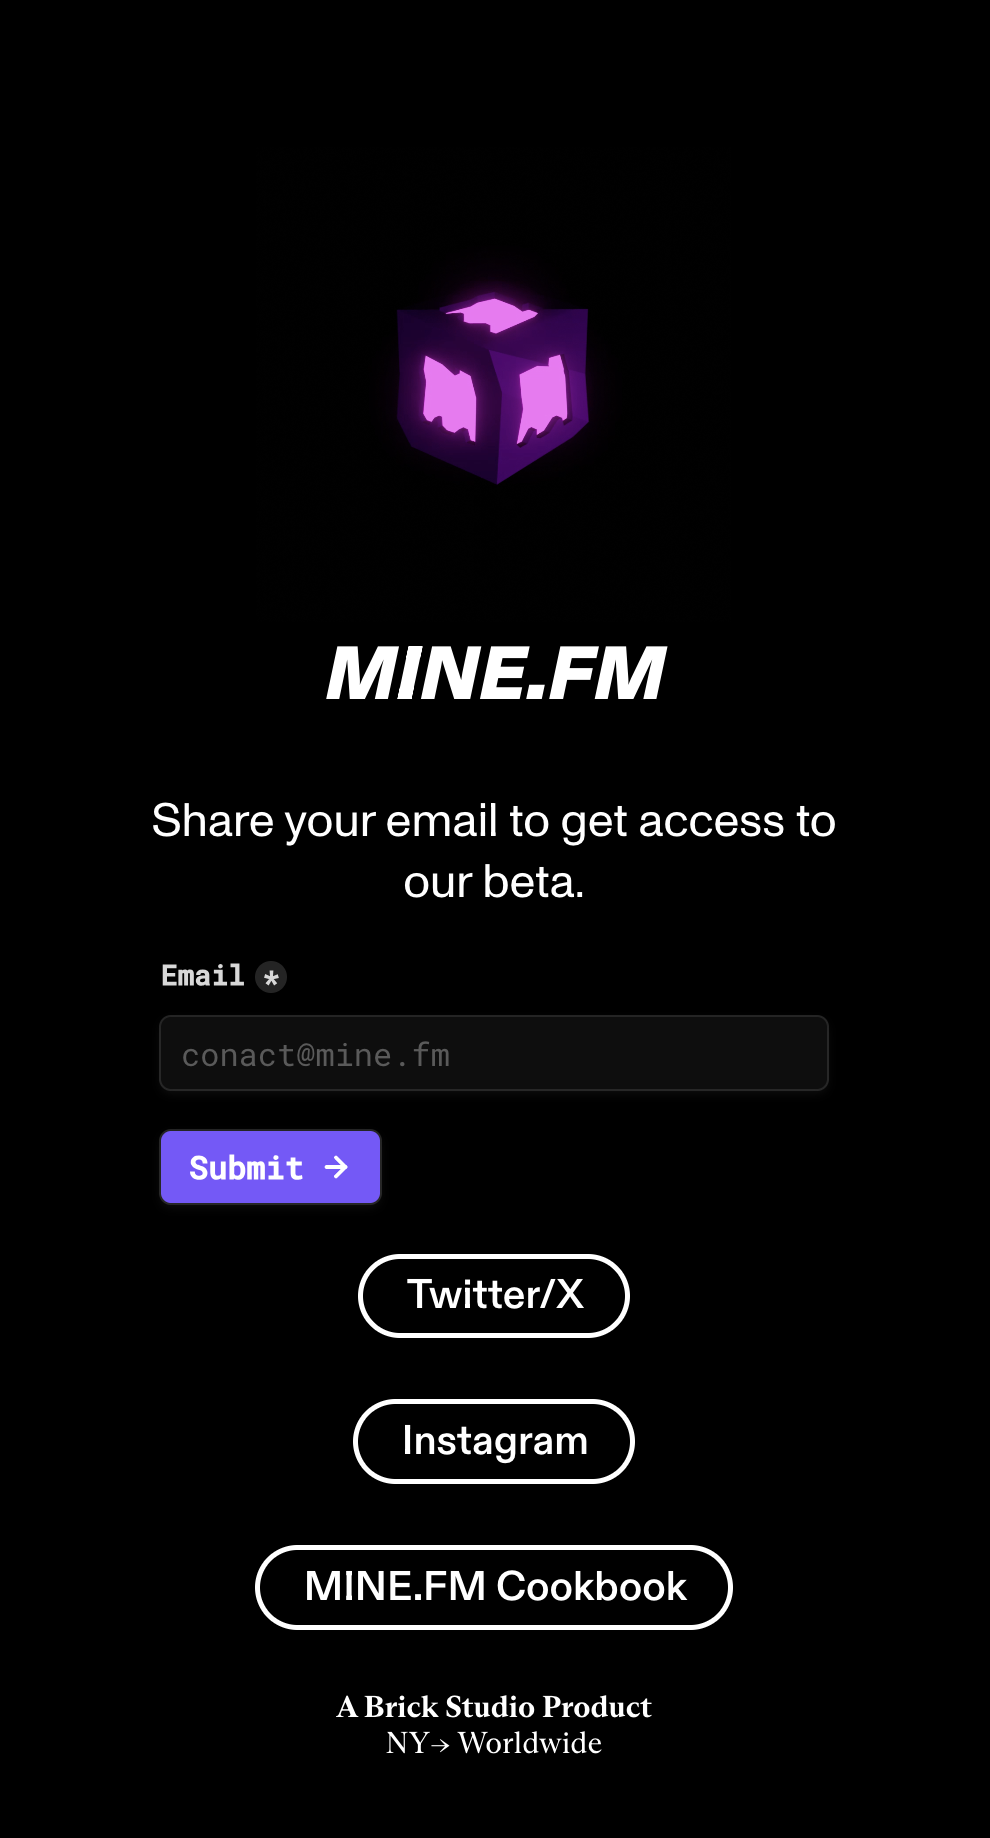 MINE.FM
Share your email to get access to
our beta.
Email *
conact@mine.fm
Submit →
Twitter/X
Instagram
MINE.FM Cookbook
A Brick Studio Product
NY→ Worldwide